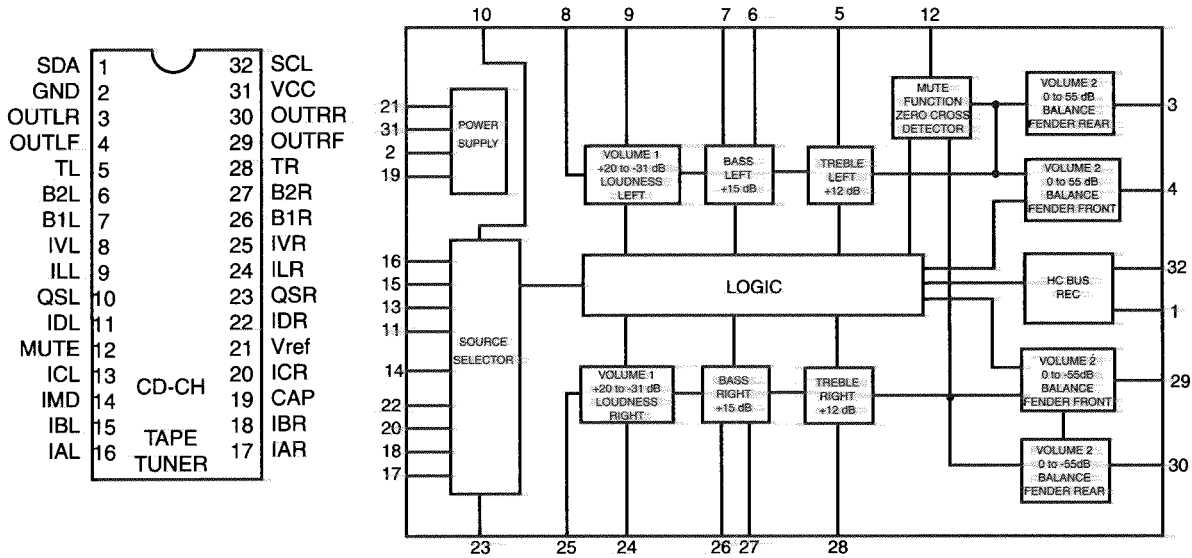 SDA 1 32 SCL
GND 2 31 VCC
OUTLR 3 30 OUTRR
OUTLF 4 29 OUTRF
TL 5 28 TR
B2L 6 27 B2R
B1L 7 26 B1R
IVL 8 25 IVR
ILL 9 24 ILR
QSL 10 23 QSR
IDL 11 22 IDR
MUTE 12 21 Vref
ICL 13 20 ICR
IMD 14 19 CAP
IBL 15 18 IBR
IAL 16 17 IAR
CD-CH
TAPE
TUNER
10 8 9 7 6 5 12
21
31
2
19
POWER
SUPPLY
VOLUME 1
+20 to -31 dB
LOUDNESS
LEFT
BASS
LEFT
+15 dB
TREBLE
LEFT
+12 dB
MUTE
FUNCTION
ZERO CROSS
DETECTOR
VOLUME 2
0 to 55 dB
BALANCE
FENDER REAR
3
VOLUME 2
0 to 55 dB
BALANCE
FENDER FRONT
4
16
15
13
11
14
22
20
18
17
SOURCE
SELECTOR
LOGIC
HC BUS
REC
32
1
VOLUME 1
+20 to -31 dB
LOUDNESS
RIGHT
BASS
RIGHT
+15 dB
TREBLE
RIGHT
+12 dB
VOLUME 2
0 to -55dB
BALANCE
FENDER FRONT
29
VOLUME 2
0 to -55dB
BALANCE
FENDER REAR
30
23 25 24 26 27 28